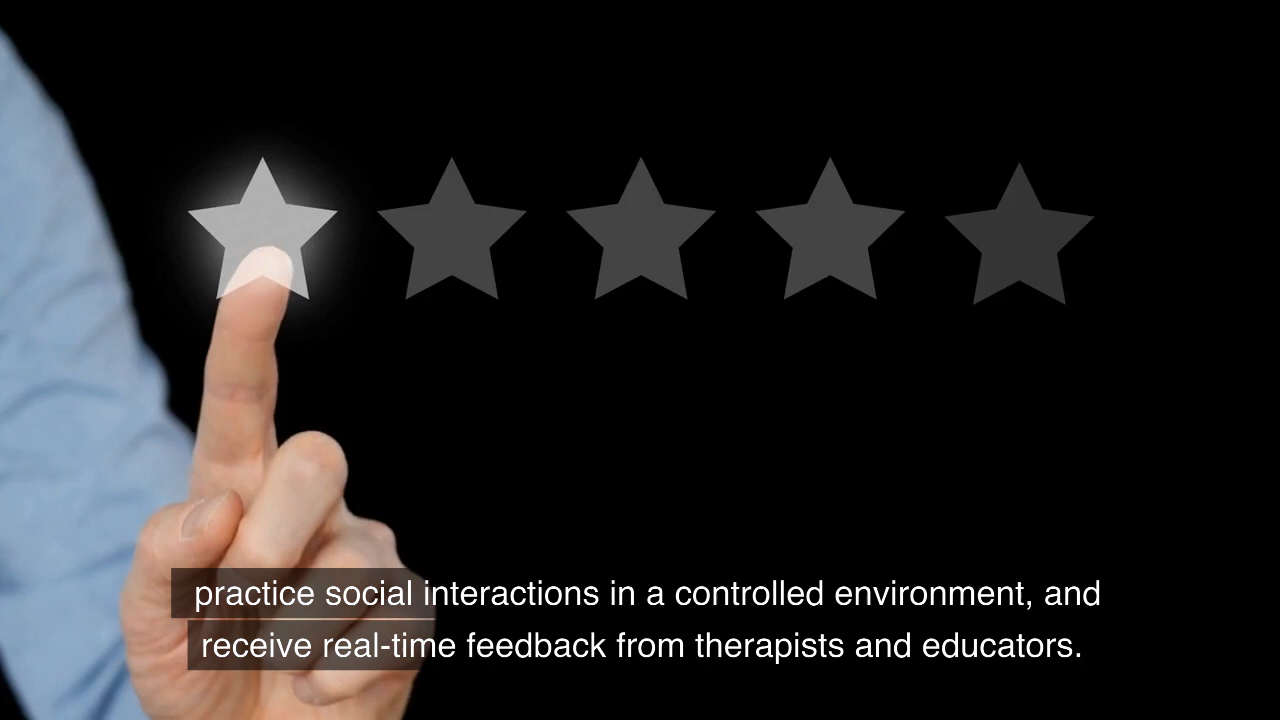 practice social interactions in a controlled environment, and
receive real-time feedback from therapists and educators.